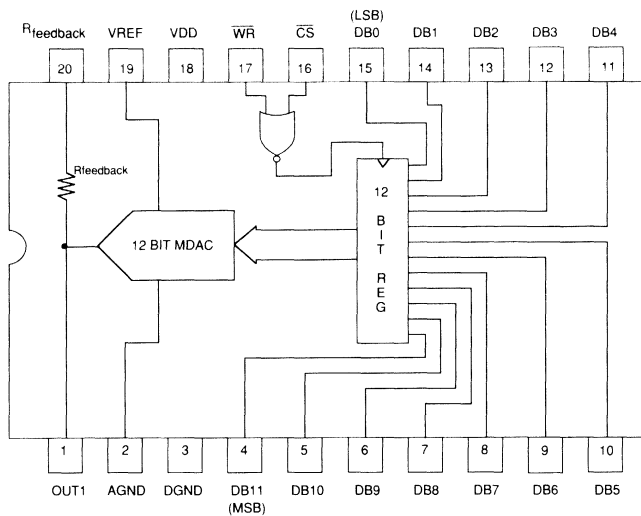 (LSB)
Rfeedback VREF VDD WR CS DB0 DB1 DB2 DB3 DB4
20 19 18 17 16 15 14 13 12 11
Rfeedback
12 BIT MDAC
12
B
I
T
R
E
G
1 2 3 4 5 6 7 8 9 10
OUT1 AGND DGND DB11 DB10 DB9 DB8 DB7 DB6 DB5
(MSB)